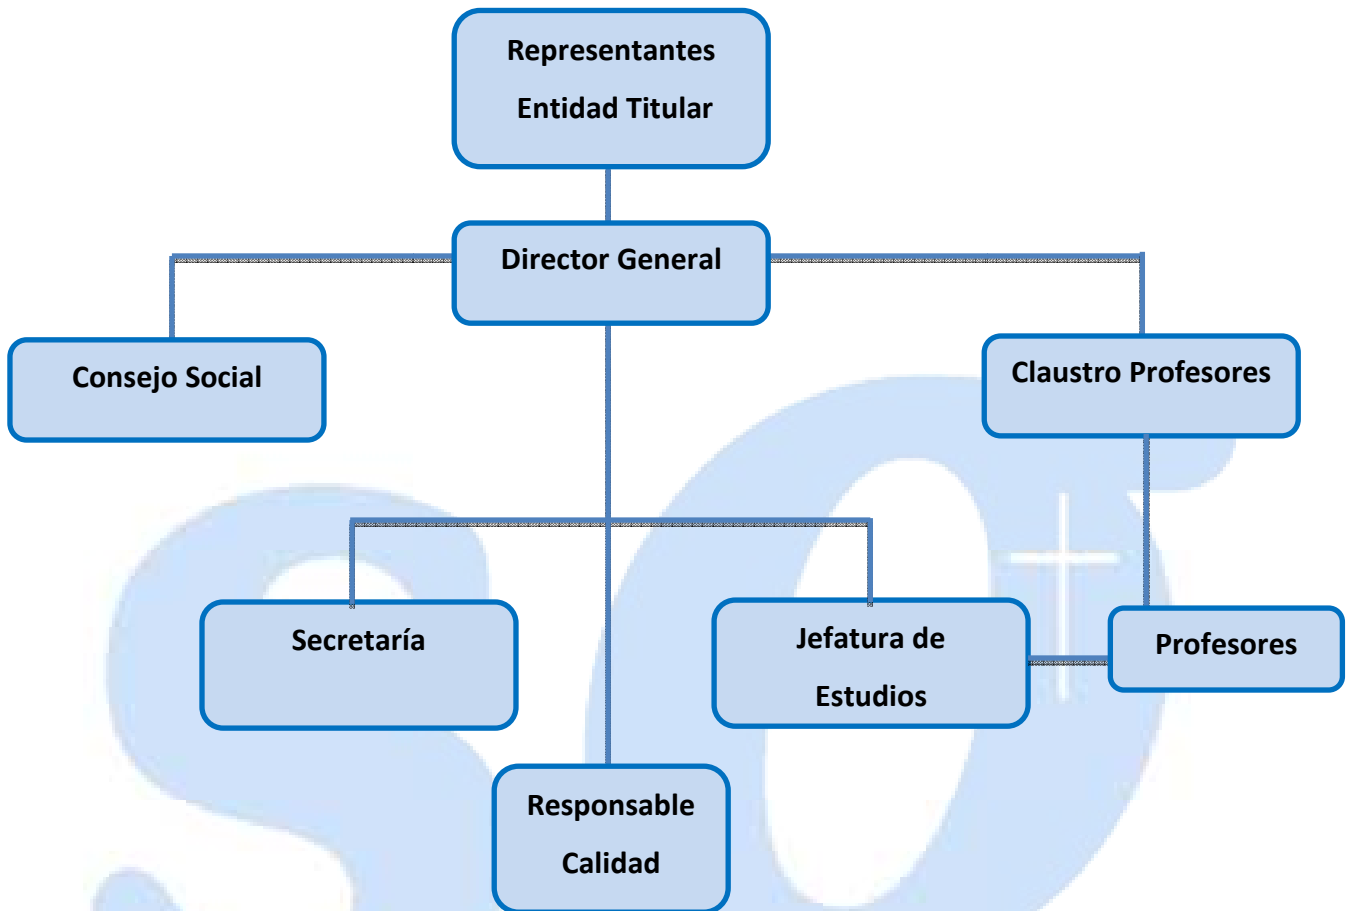 Representantes
Entidad Titular
Director General
Consejo Social
Claustro Profesores
Secretaría
Jefatura de
Estudios
Profesores
Responsable
Calidad